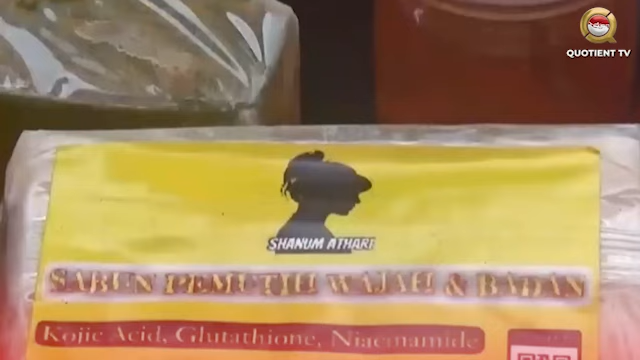 QUOTIENT TV
SHANUM ATHARI
SABUN PEMUTIH WAJAH & BADAN
Kojic Acid, Glutathione, Niacinamide